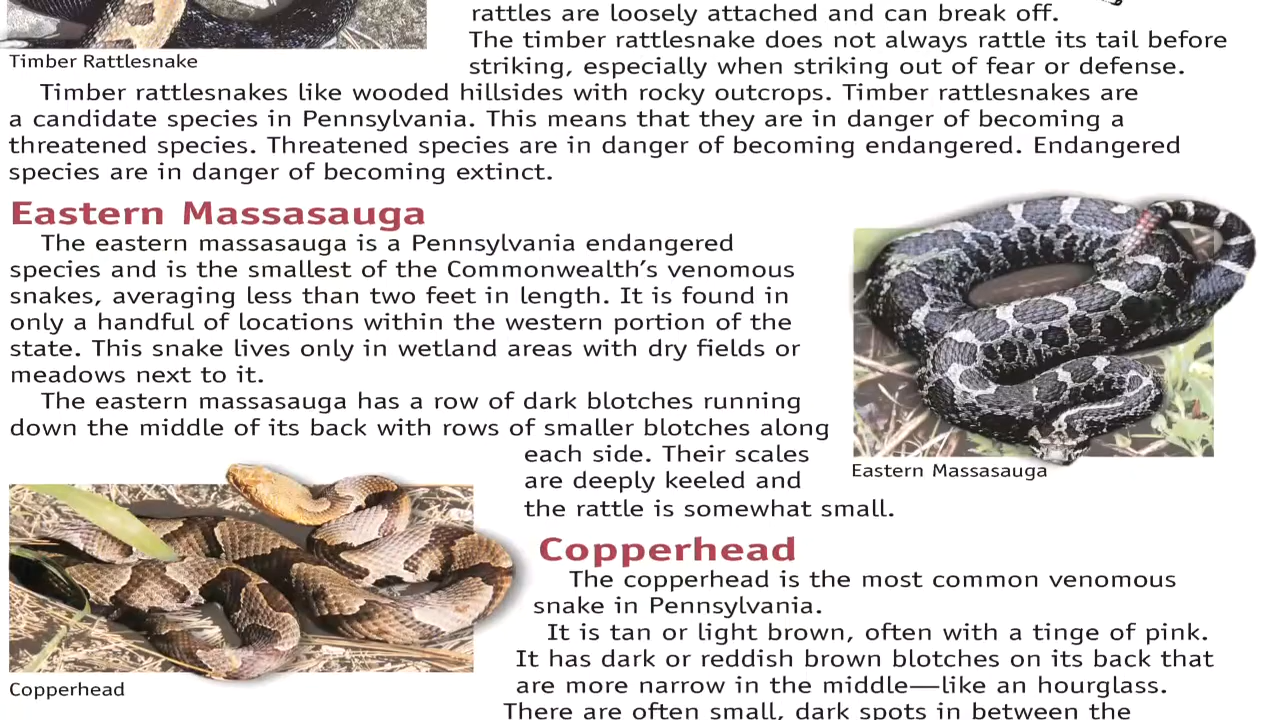 rattles are loosely attached and can break off.
The timber rattlesnake does not always rattle its tail before
striking, especially when striking out of fear or defense.
Timber Rattlesnake
Timber rattlesnakes like wooded hillsides with rocky outcrops. Timber rattlesnakes are
a candidate species in Pennsylvania. This means that they are in danger of becoming a
threatened species. Threatened species are in danger of becoming endangered. Endangered
species are in danger of becoming extinct.
Eastern Massasauga
The eastern massasauga is a Pennsylvania endangered
species and is the smallest of the Commonwealth’s venomous
snakes, averaging less than two feet in length. It is found in
only a handful of locations within the western portion of the
state. This snake lives only in wetland areas with dry fields or
meadows next to it.
The eastern massasauga has a row of dark blotches running
down the middle of its back with rows of smaller blotches along
each side. Their scales
are deeply keeled and
the rattle is somewhat small.
Eastern Massasauga
Copperhead
The copperhead is the most common venomous
snake in Pennsylvania.
It is tan or light brown, often with a tinge of pink.
It has dark or reddish brown blotches on its back that
are more narrow in the middle—like an hourglass.
There are often small, dark spots in between the
Copperhead